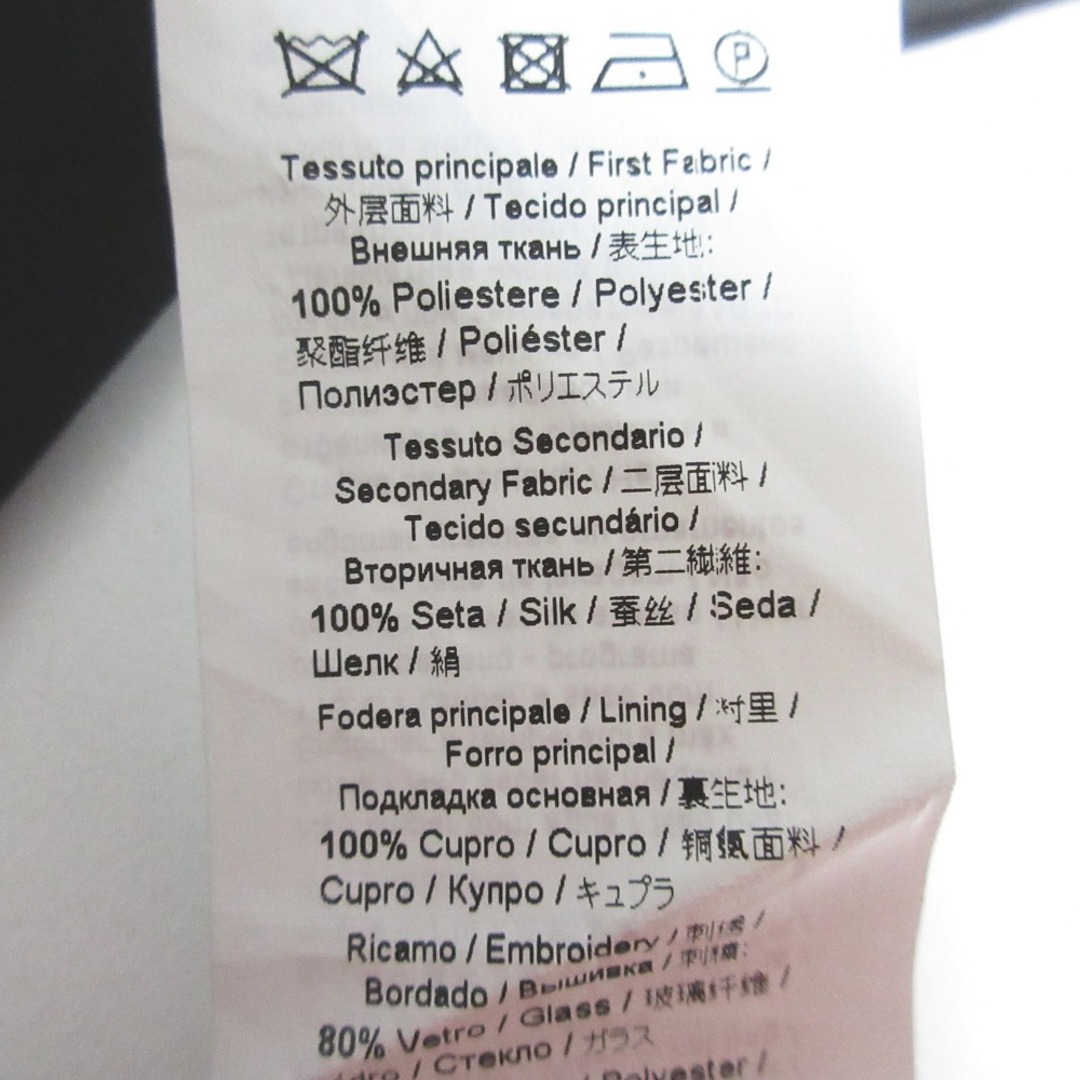 P
Tessuto principale / First Fabric /
外层面料 / Tecido principal /
Внешняя ткань / 表生地:
100% Poliestere / Polyester /
聚酯纤维 / Poliéster /
Полиэстер / ポリエステル
Tessuto Secondario /
Secondary Fabric / 二层面料 /
Tecido secundário /
Вторичная ткань / 第二繊維:
100% Seta / Silk / 蚕丝 / Seda /
Шелк / 絹
Fodera principale / Lining / 衬里 /
Forro principal /
Подкладка основная / 裏生地:
100% Cupro / Cupro / 铜氨面料 /
Cupro / Купро / キュプラ
Ricamo / Embroidery / 刺绣 /
Bordado / Вышивка / 刺繍:
80% Vetro / Glass / 玻璃纤维 /
/ Стекло / ガラス
Polyester /